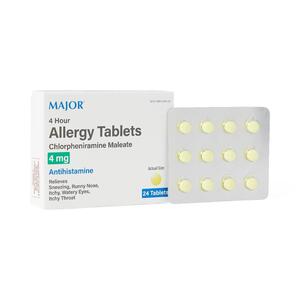 MAJOR®
4 Hour
Allergy Tablets
Chlorpheniramine Maleate
4 mg
Antihistamine
Actual Size
Relieves
Sneezing, Runny Nose,
Itchy, Watery Eyes,
Itchy Throat
24 Tablets